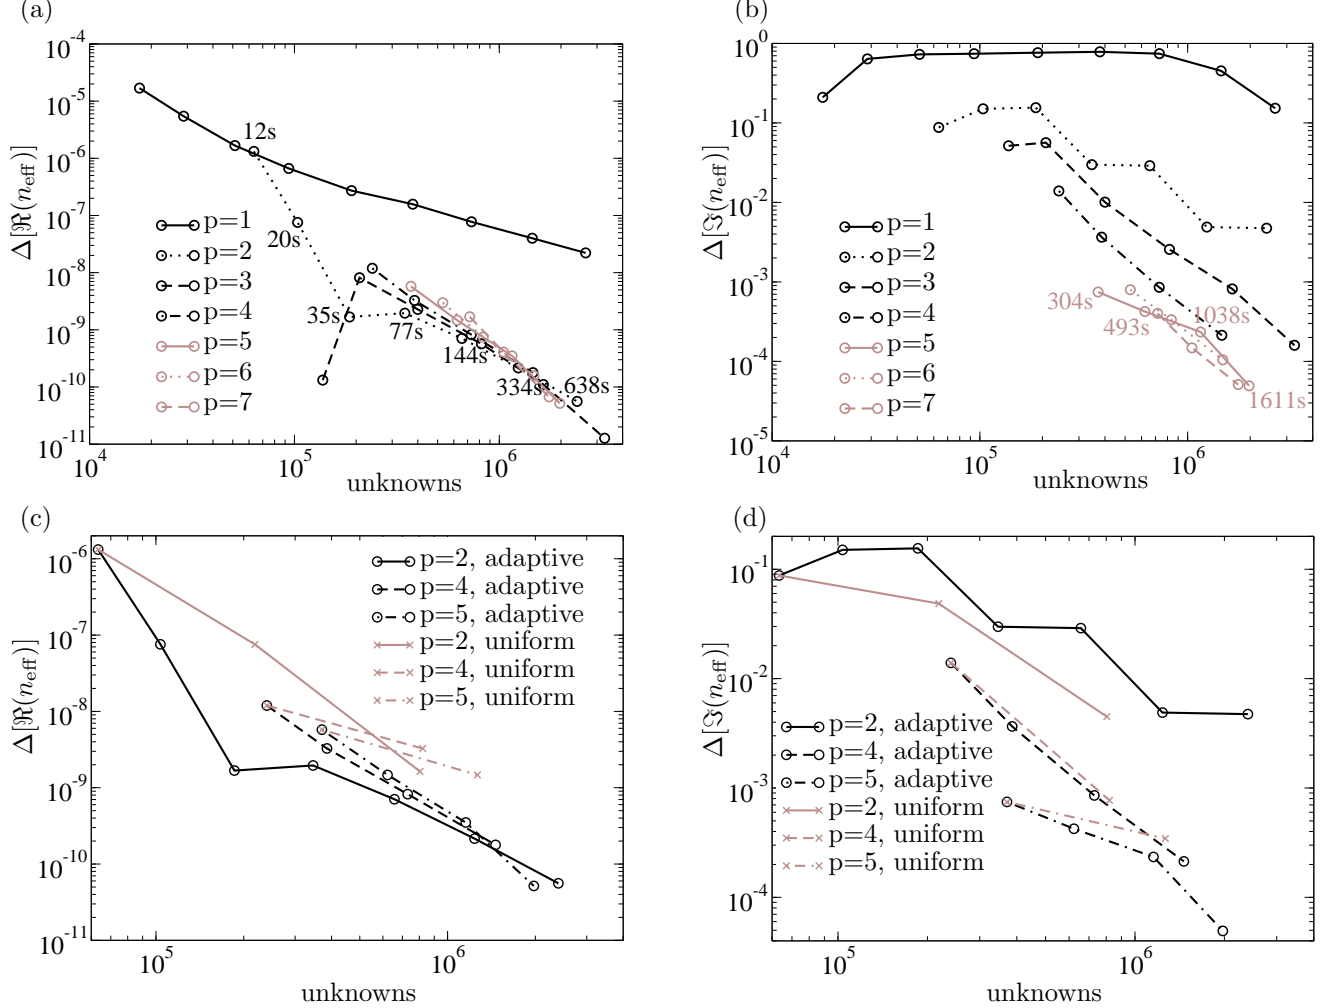 (a)
10^-4
10^-5
10^-6
10^-7
10^-8
10^-9
10^-10
10^-11
Δ[ℜ(n_eff)]
12s
20s
35s
77s
144s
334s
638s
p=1
p=2
p=3
p=4
p=5
p=6
p=7
10^4
10^5
10^6
unknowns
(b)
10^0
10^-1
10^-2
10^-3
10^-4
10^-5
Δ[ℑ(n_eff)]
p=1
p=2
p=3
p=4
p=5
p=6
p=7
304s
493s
1038s
1611s
10^4
10^5
10^6
unknowns
(c)
10^-6
10^-7
10^-8
10^-9
10^-10
10^-11
Δ[ℜ(n_eff)]
p=2, adaptive
p=4, adaptive
p=5, adaptive
p=2, uniform
p=4, uniform
p=5, uniform
10^5
10^6
unknowns
(d)
10^-1
10^-2
10^-3
10^-4
Δ[ℑ(n_eff)]
p=2, adaptive
p=4, adaptive
p=5, adaptive
p=2, uniform
p=4, uniform
p=5, uniform
10^5
10^6
unknowns